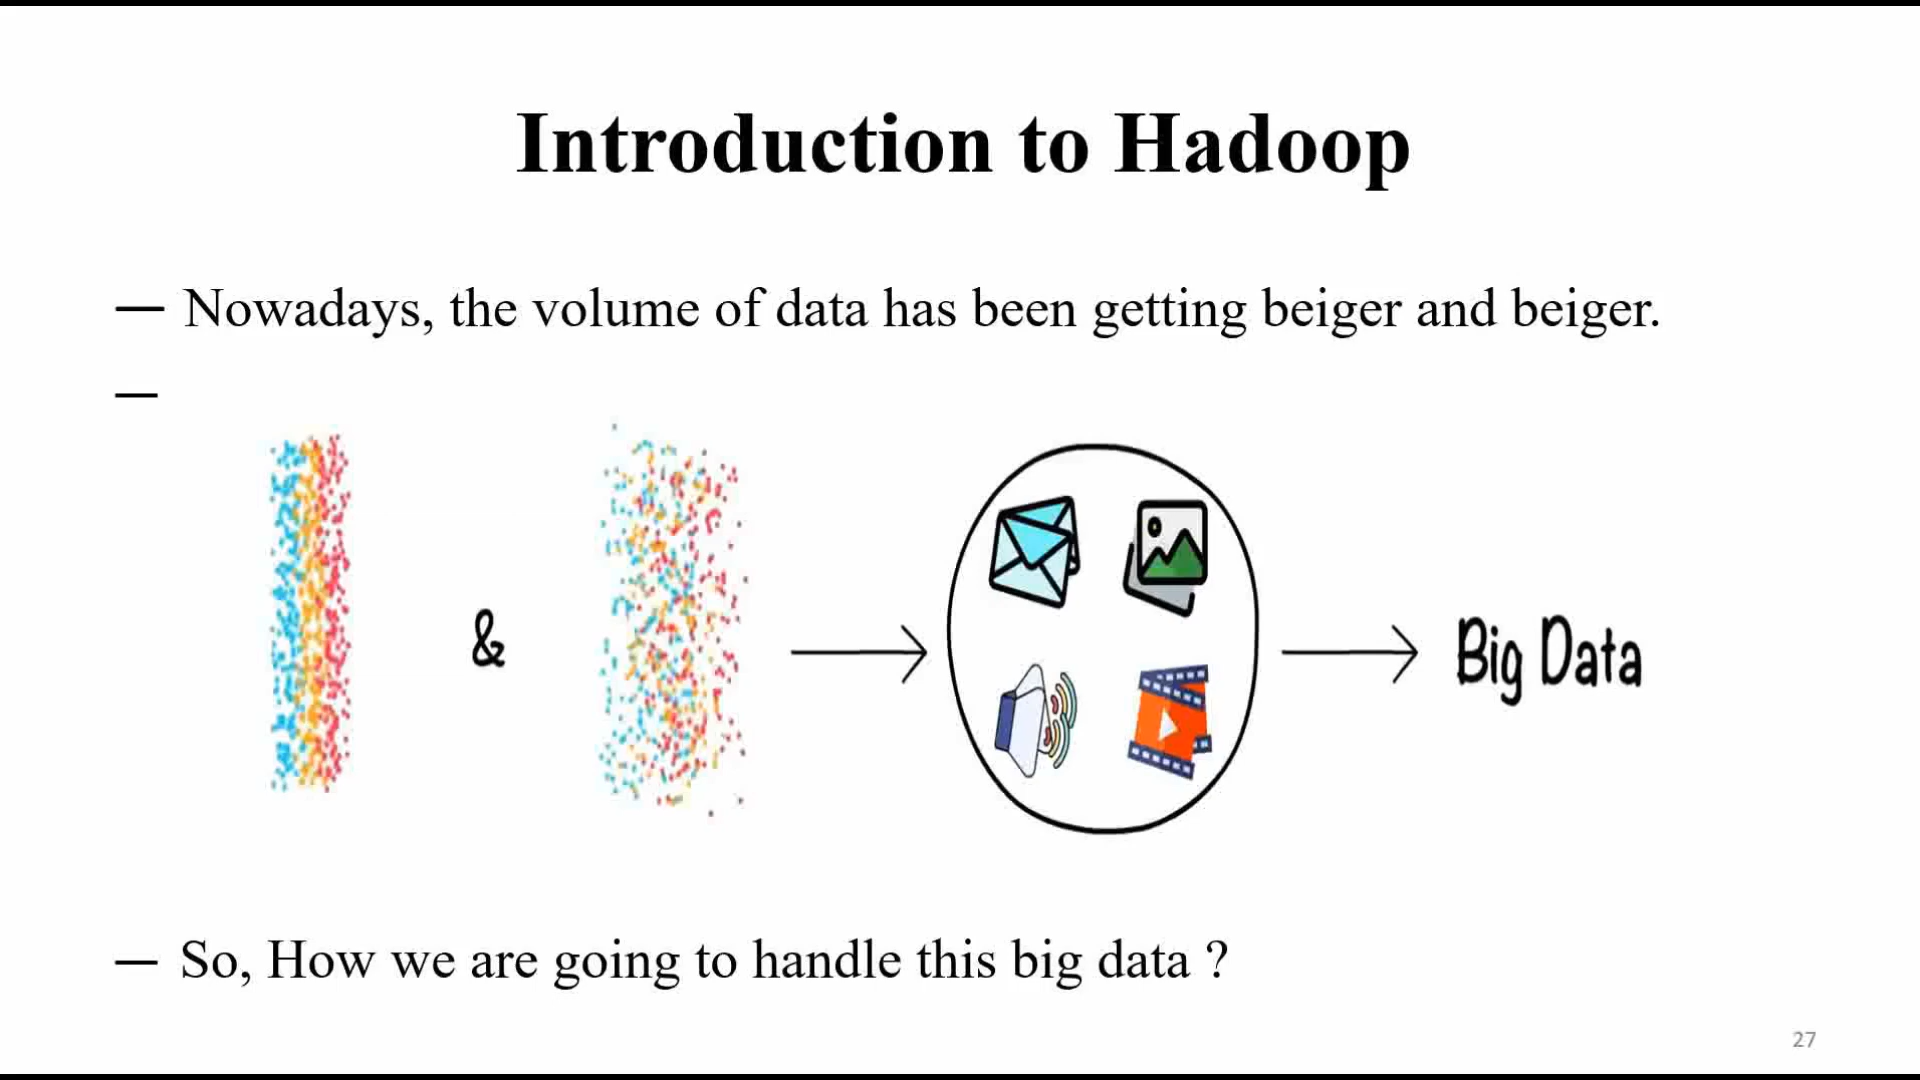 Introduction to Hadoop
— Nowadays, the volume of data has been getting beiger and beiger.
—
&
Big Data
— So, How we are going to handle this big data ?
27